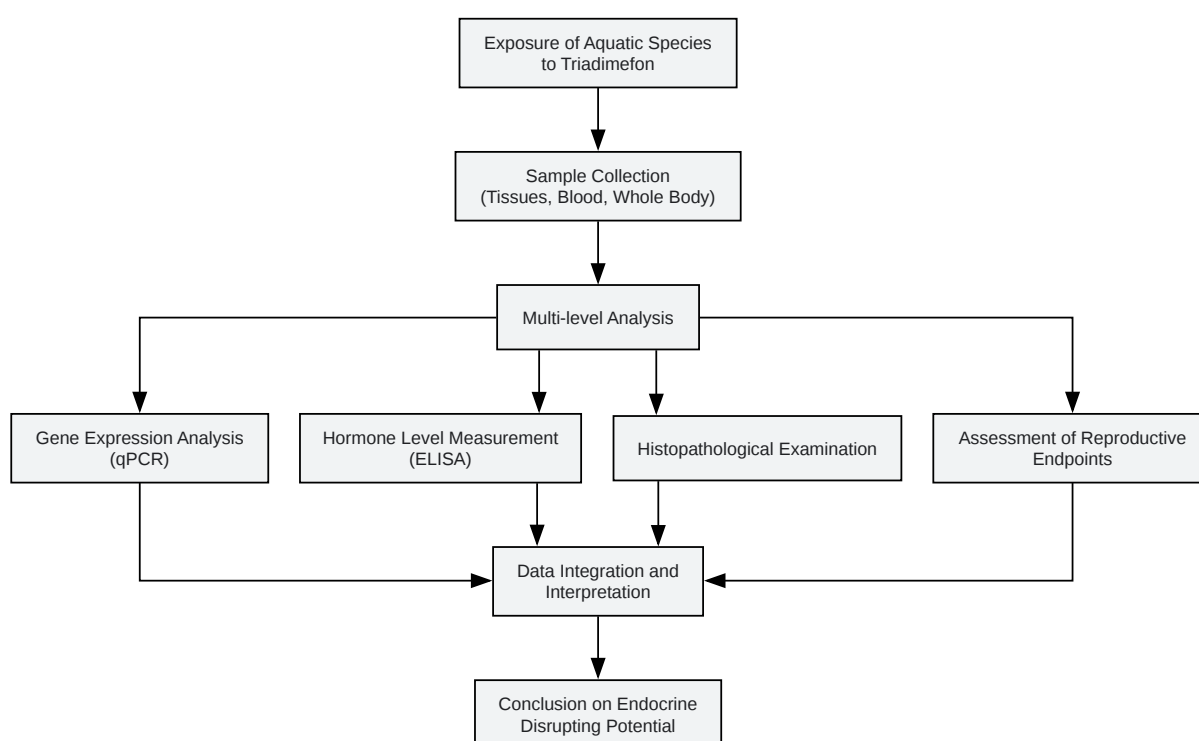 Exposure of Aquatic Species
to Triadimefon
Sample Collection
(Tissues, Blood, Whole Body)
Multi-level Analysis
Gene Expression Analysis
(qPCR)
Hormone Level Measurement
(ELISA)
Histopathological Examination
Assessment of Reproductive
Endpoints
Data Integration and
Interpretation
Conclusion on Endocrine
Disrupting Potential